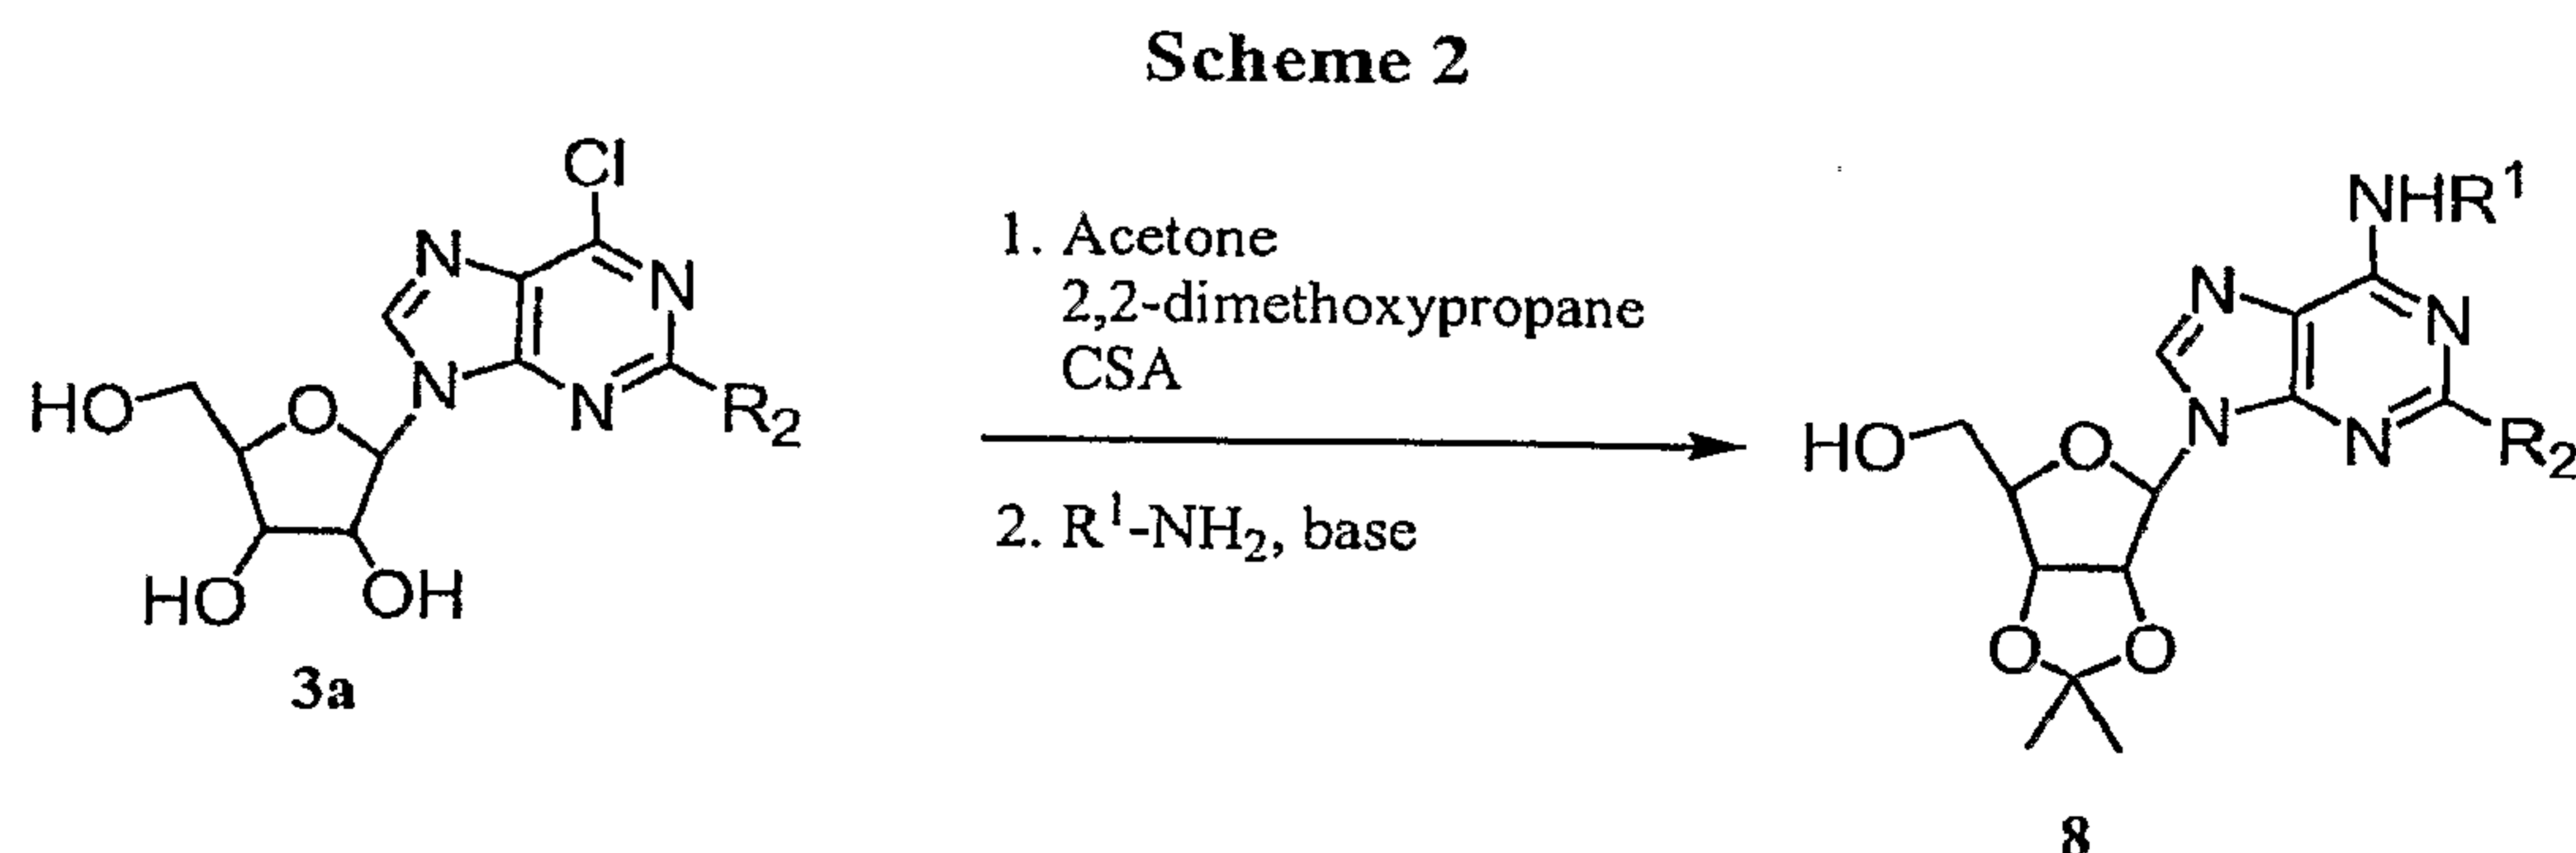 Scheme 2
Cl
N
N
N
N
R2
HO
O
HO
OH
3a
1. Acetone
2,2-dimethoxypropane
CSA
2. R¹-NH₂, base
NHR¹
N
N
N
N
R2
HO
O
O
O
8